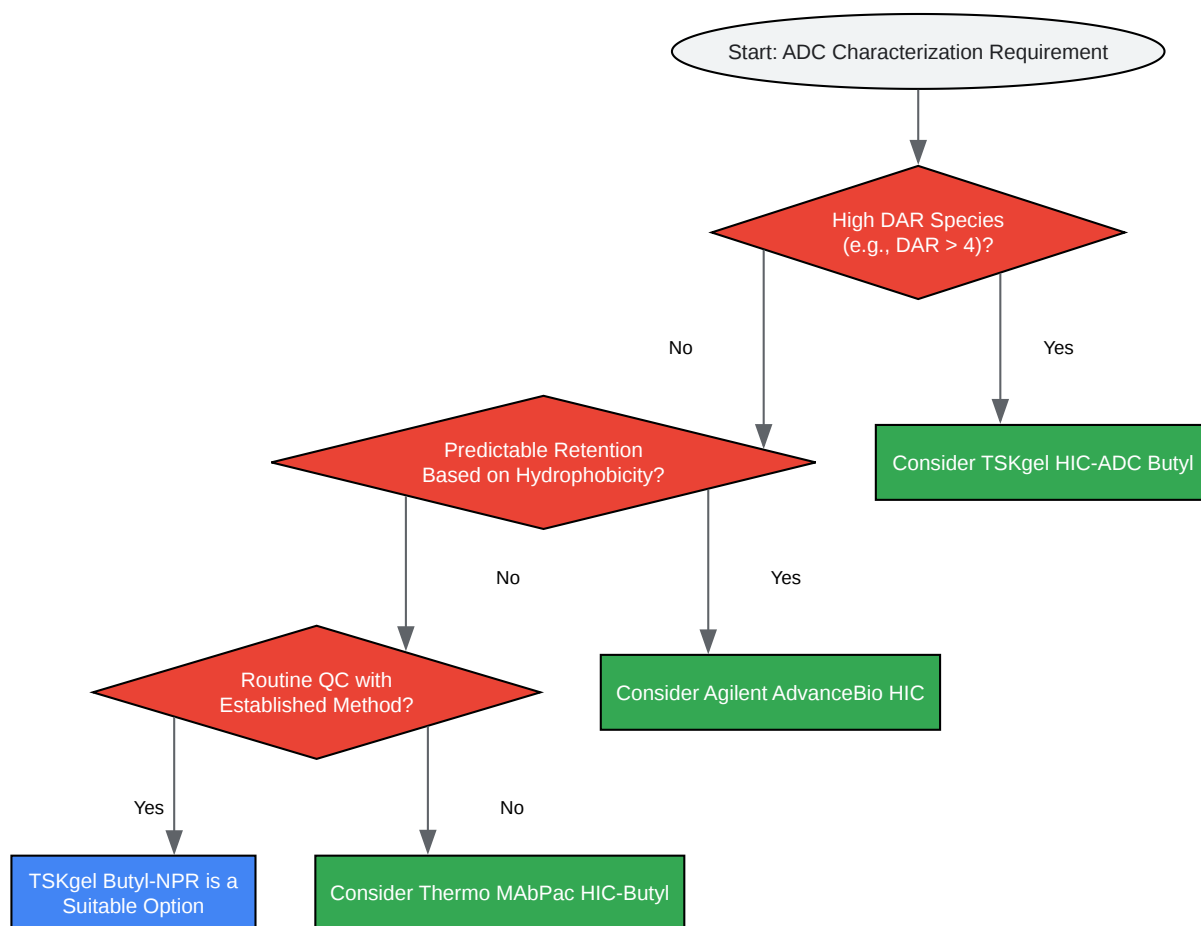 Start: ADC Characterization Requirement
High DAR Species
(e.g., DAR > 4)?
No
Yes
Predictable Retention
Based on Hydrophobicity?
Consider TSKgel HIC-ADC Butyl
No
Yes
Routine QC with
Established Method?
Consider Agilent AdvanceBio HIC
Yes
No
TSKgel Butyl-NPR is a
Suitable Option
Consider Thermo MAbPac HIC-Butyl